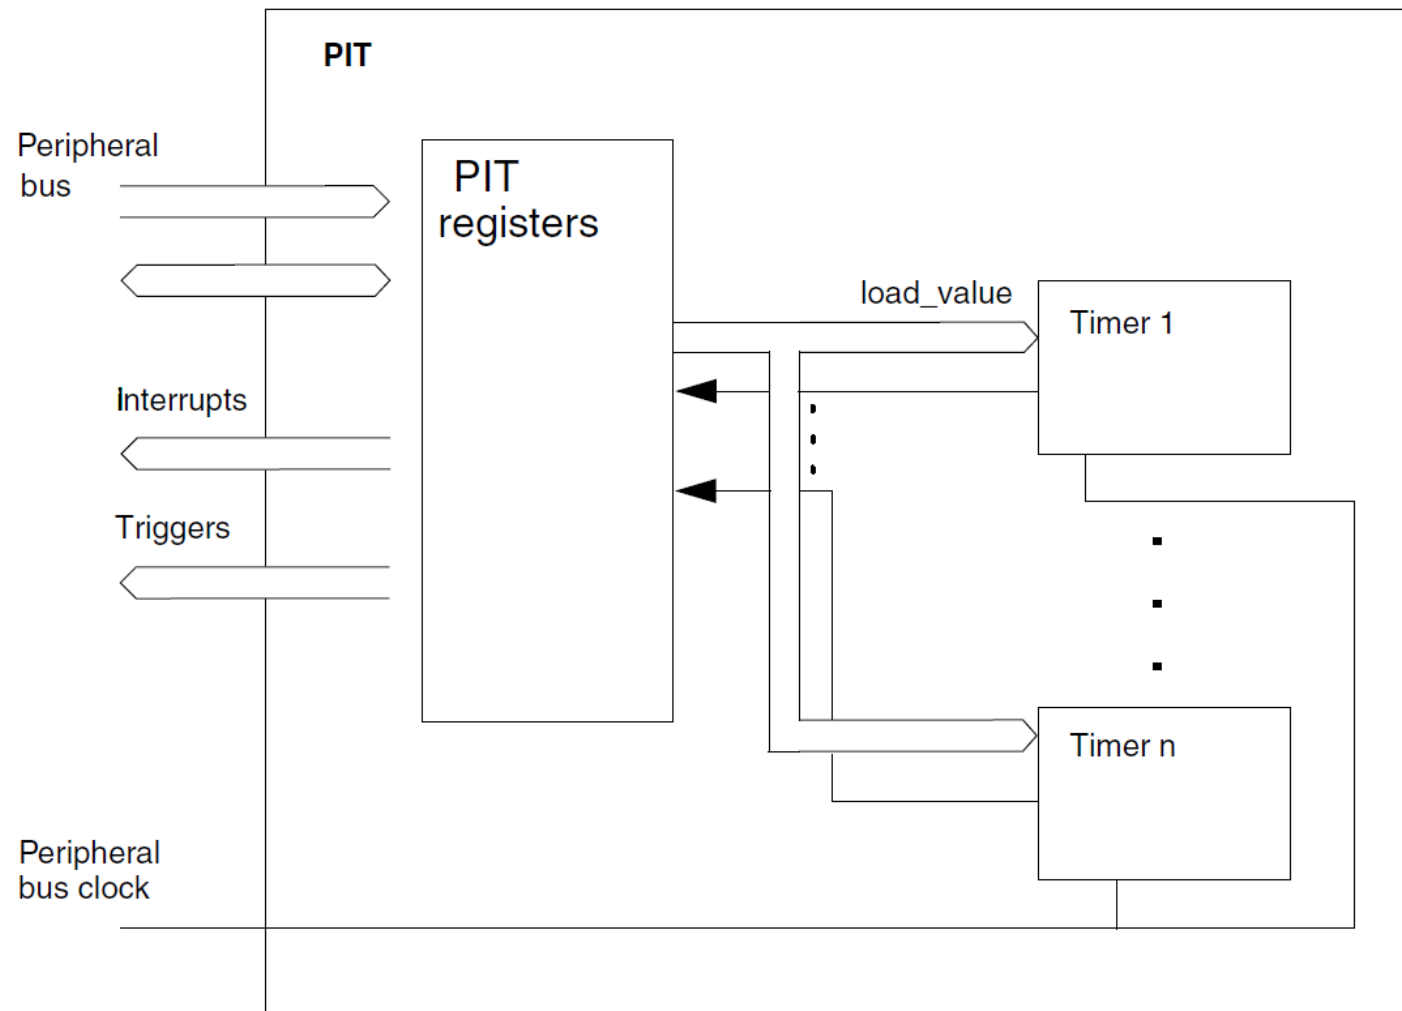 PIT
Peripheral
bus
PIT
registers
load_value
Timer 1
Interrupts
Triggers
Timer n
Peripheral
bus clock